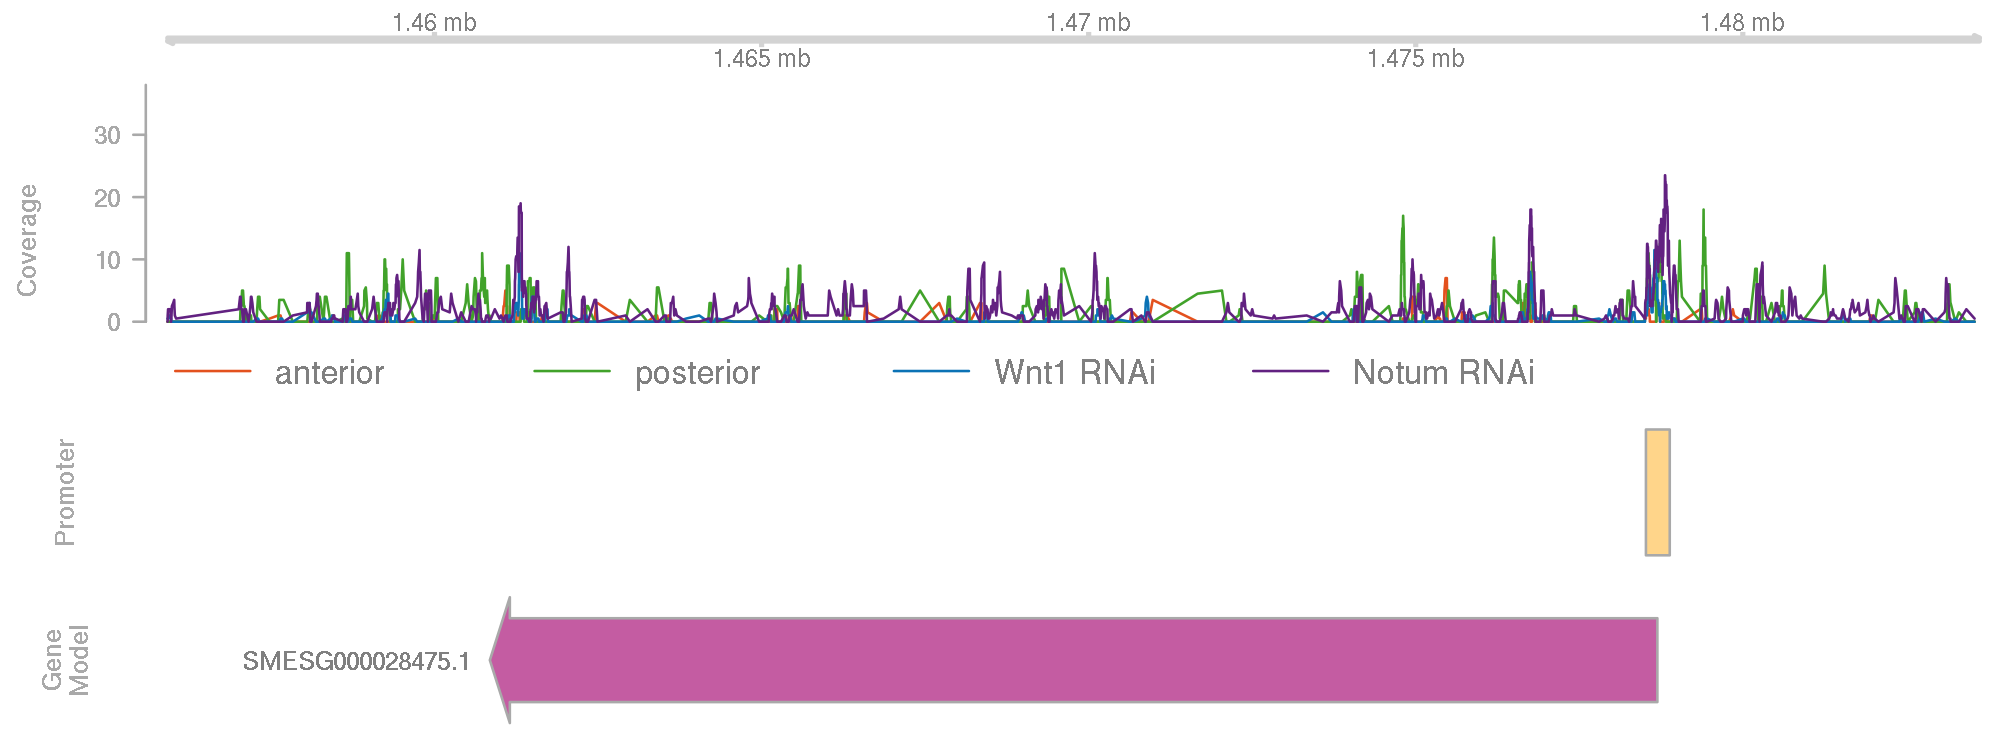 1.46 mb 1.47 mb 1.48 mb
1.465 mb 1.475 mb
Coverage
30
20
10
0
anterior posterior Wnt1 RNAi Notum RNAi
Promoter
Gene
Model
SMESG000028475.1